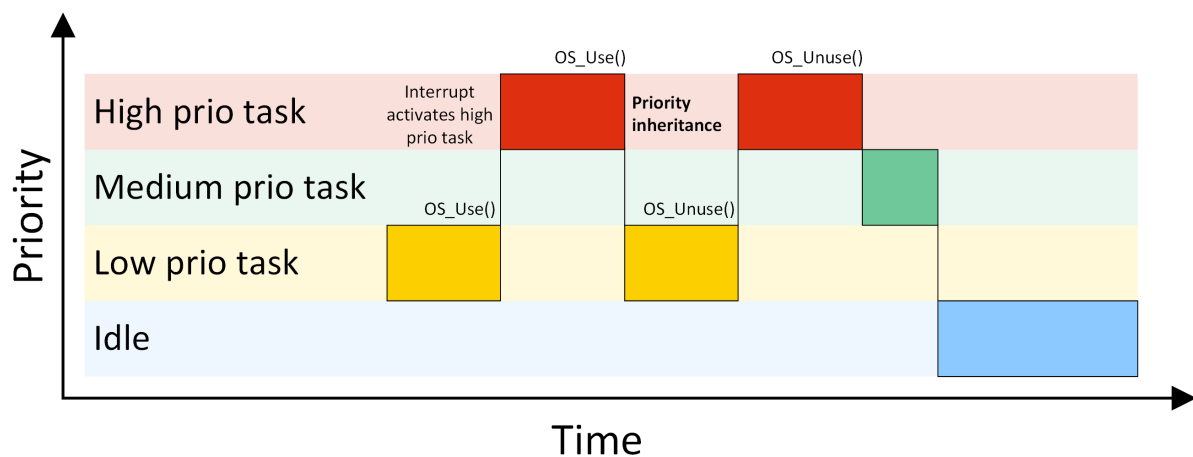 OS_Use()
OS_Unuse()
High prio task
Interrupt
activates high
prio task
Priority
inheritance
Medium prio task
OS_Use()
OS_Unuse()
Low prio task
Idle
Priority
Time